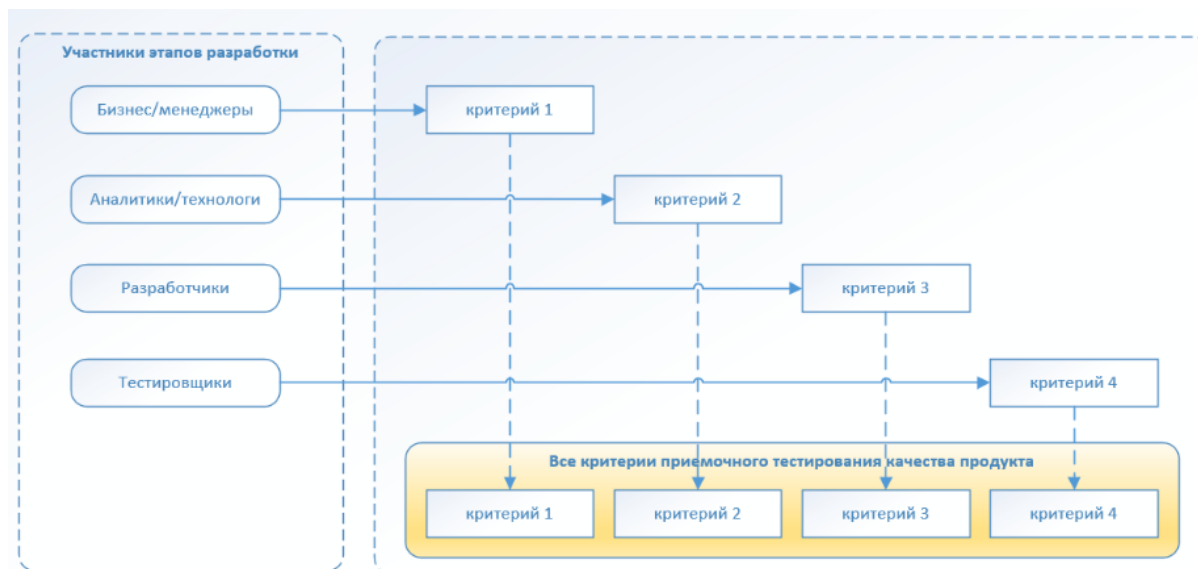 Участники этапов разработки
Бизнес/менеджеры
критерий 1
Аналитики/технологи
критерий 2
Разработчики
критерий 3
Тестировщики
критерий 4
Все критерии приемочного тестирования качества продукта
критерий 1
критерий 2
критерий 3
критерий 4